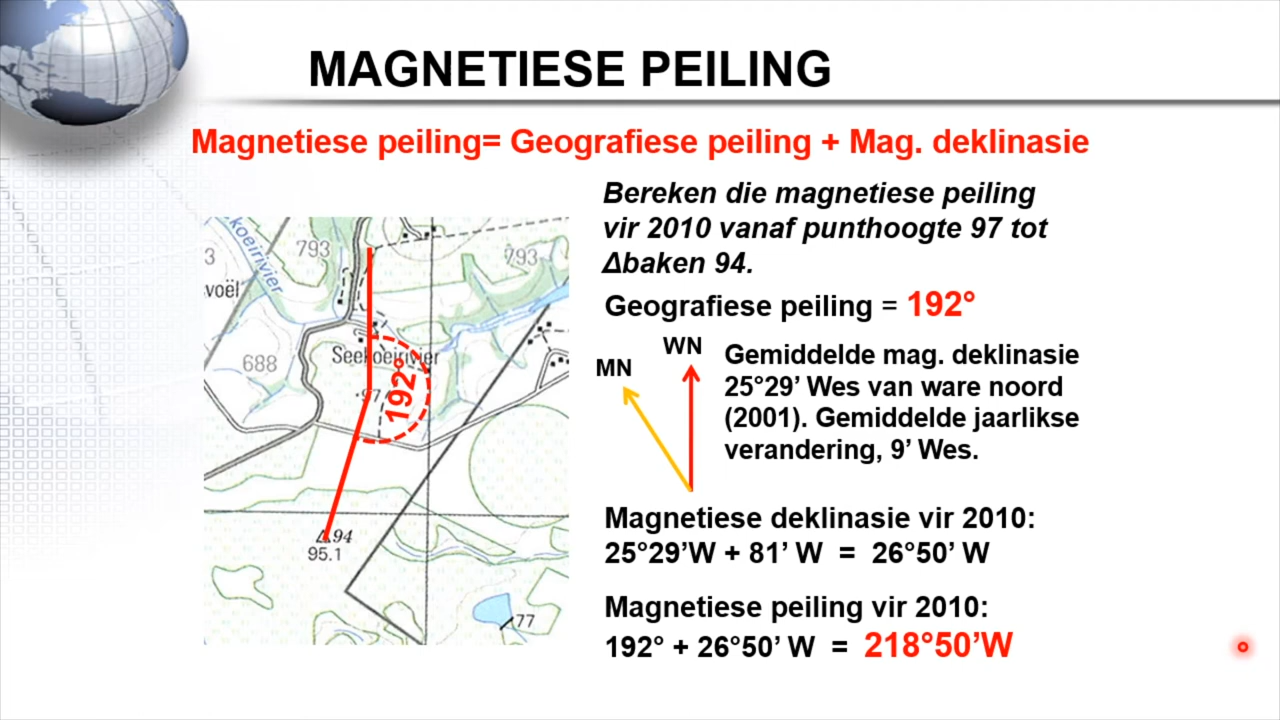 MAGNETIESE PEILING
Magnetiese peiling= Geografiese peiling + Mag. deklinasie
Bereken die magnetiese peiling
vir 2010 vanaf punthoogte 97 tot
Δbaken 94.
Geografiese peiling = 192°
MN
WN
Gemiddelde mag. deklinasie
25°29’ Wes van ware noord
(2001). Gemiddelde jaarlikse
verandering, 9’ Wes.
Magnetiese deklinasie vir 2010:
25°29’W + 81’ W = 26°50’ W
Magnetiese peiling vir 2010:
192° + 26°50’ W = 218°50’W
koeirivier
3
793
793
voël
688
Seekoeirivier
·97
192°
Δ94
95.1
77